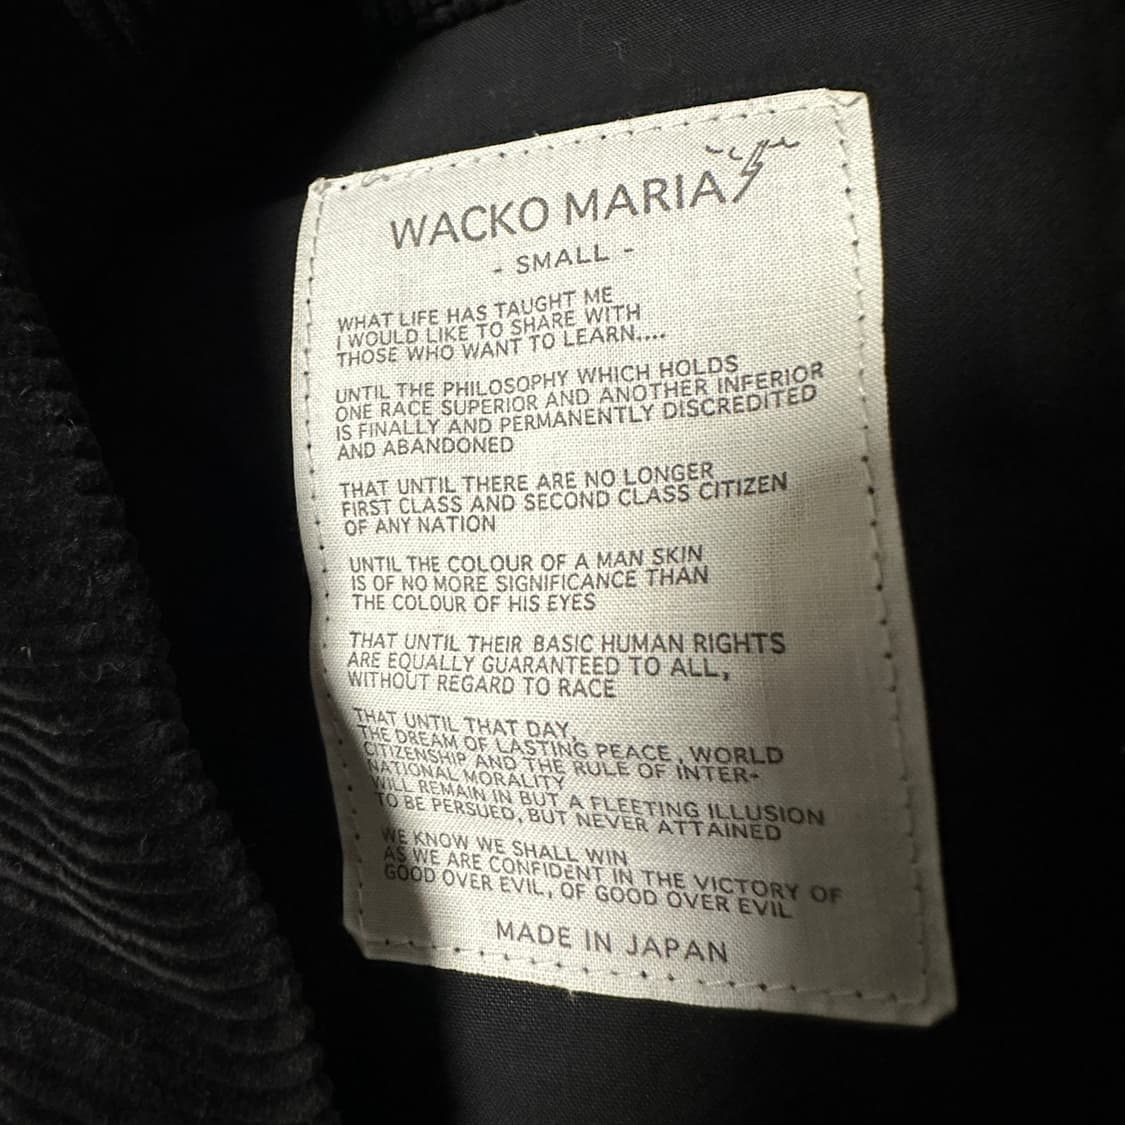 WACKO MARIA
- SMALL -
WHAT LIFE HAS TAUGHT ME
I WOULD LIKE TO SHARE WITH
THOSE WHO WANT TO LEARN....
UNTIL THE PHILOSOPHY WHICH HOLDS
ONE RACE SUPERIOR AND ANOTHER INFERIOR
IS FINALLY AND PERMANENTLY DISCREDITED
AND ABANDONED
THAT UNTIL THERE ARE NO LONGER
FIRST CLASS AND SECOND CLASS CITIZEN
OF ANY NATION
UNTIL THE COLOUR OF A MAN SKIN
IS OF NO MORE SIGNIFICANCE THAN
THE COLOUR OF HIS EYES
THAT UNTIL THEIR BASIC HUMAN RIGHTS
ARE EQUALLY GUARANTEED TO ALL,
WITHOUT REGARD TO RACE
THAT UNTIL THAT DAY,
THE DREAM OF LASTING PEACE , WORLD
CITIZENSHIP AND THE RULE OF INTER-
NATIONAL MORALITY
WILL REMAIN IN BUT A FLEETING ILLUSION
TO BE PERSUED, BUT NEVER ATTAINED
WE KNOW WE SHALL WIN
AS WE ARE CONFIDENT IN THE VICTORY OF
GOOD OVER EVIL, OF GOOD OVER EVIL
MADE IN JAPAN